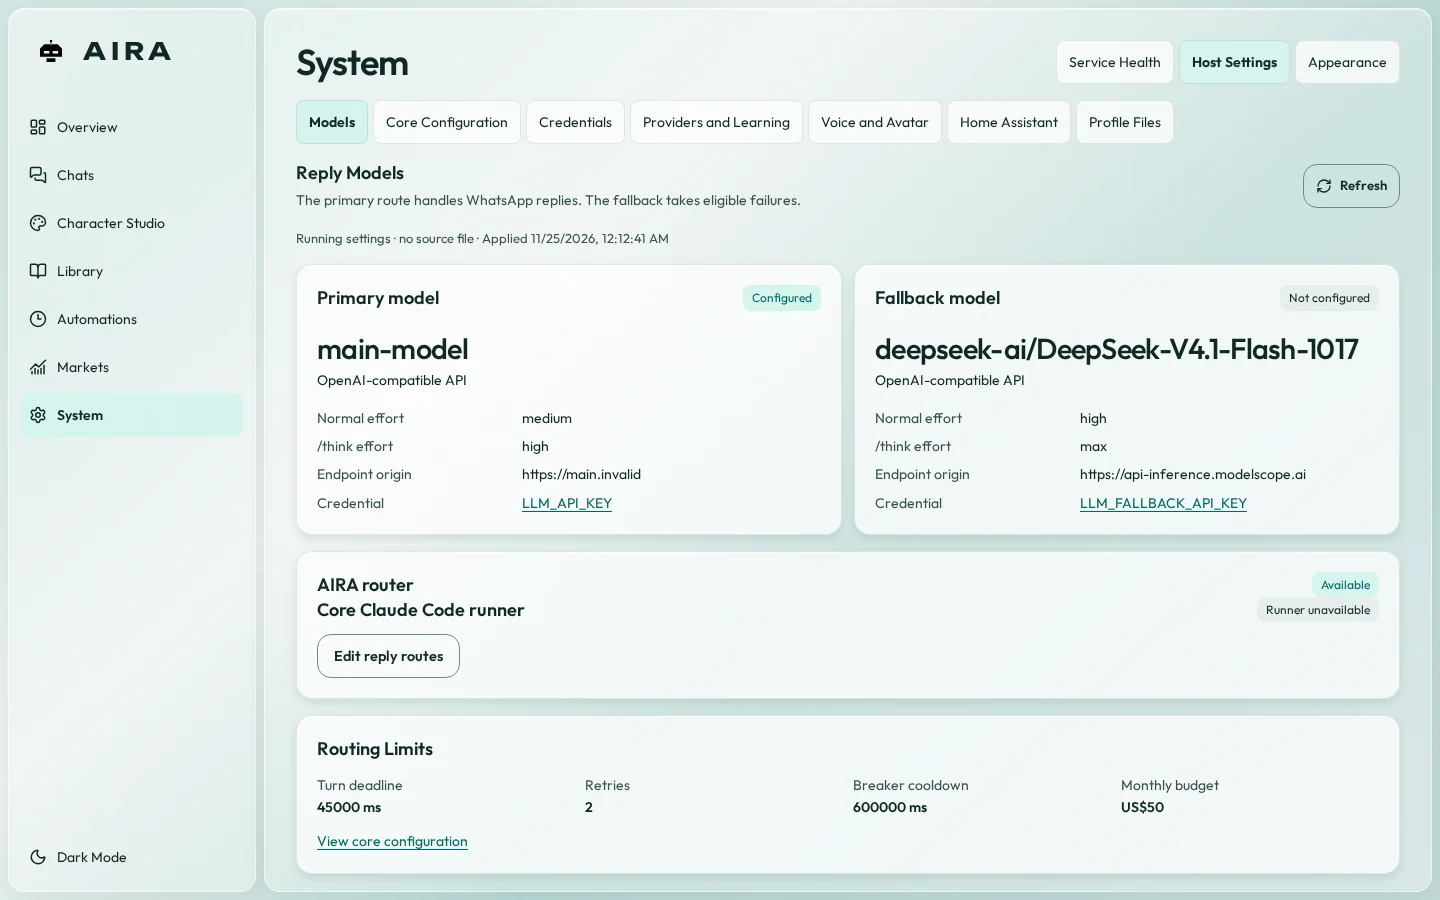 AIRA
Overview
Chats
Character Studio
Library
Automations
Markets
System
Dark Mode
System
Service Health
Host Settings
Appearance
Models
Core Configuration
Credentials
Providers and Learning
Voice and Avatar
Home Assistant
Profile Files
Reply Models
The primary route handles WhatsApp replies. The fallback takes eligible failures.
Refresh
Running settings · no source file · Applied 11/25/2026, 12:12:41 AM
Primary model
Configured
main-model
OpenAI-compatible API
Normal effort medium
/think effort high
Endpoint origin https://main.invalid
Credential LLM_API_KEY
Fallback model
Not configured
deepseek-ai/DeepSeek-V4.1-Flash-1017
OpenAI-compatible API
Normal effort high
/think effort max
Endpoint origin https://api-inference.modelscope.ai
Credential LLM_FALLBACK_API_KEY
AIRA router
Available
Core Claude Code runner
Runner unavailable
Edit reply routes
Routing Limits
Turn deadline
45000 ms
Retries
2
Breaker cooldown
600000 ms
Monthly budget
US$50
View core configuration